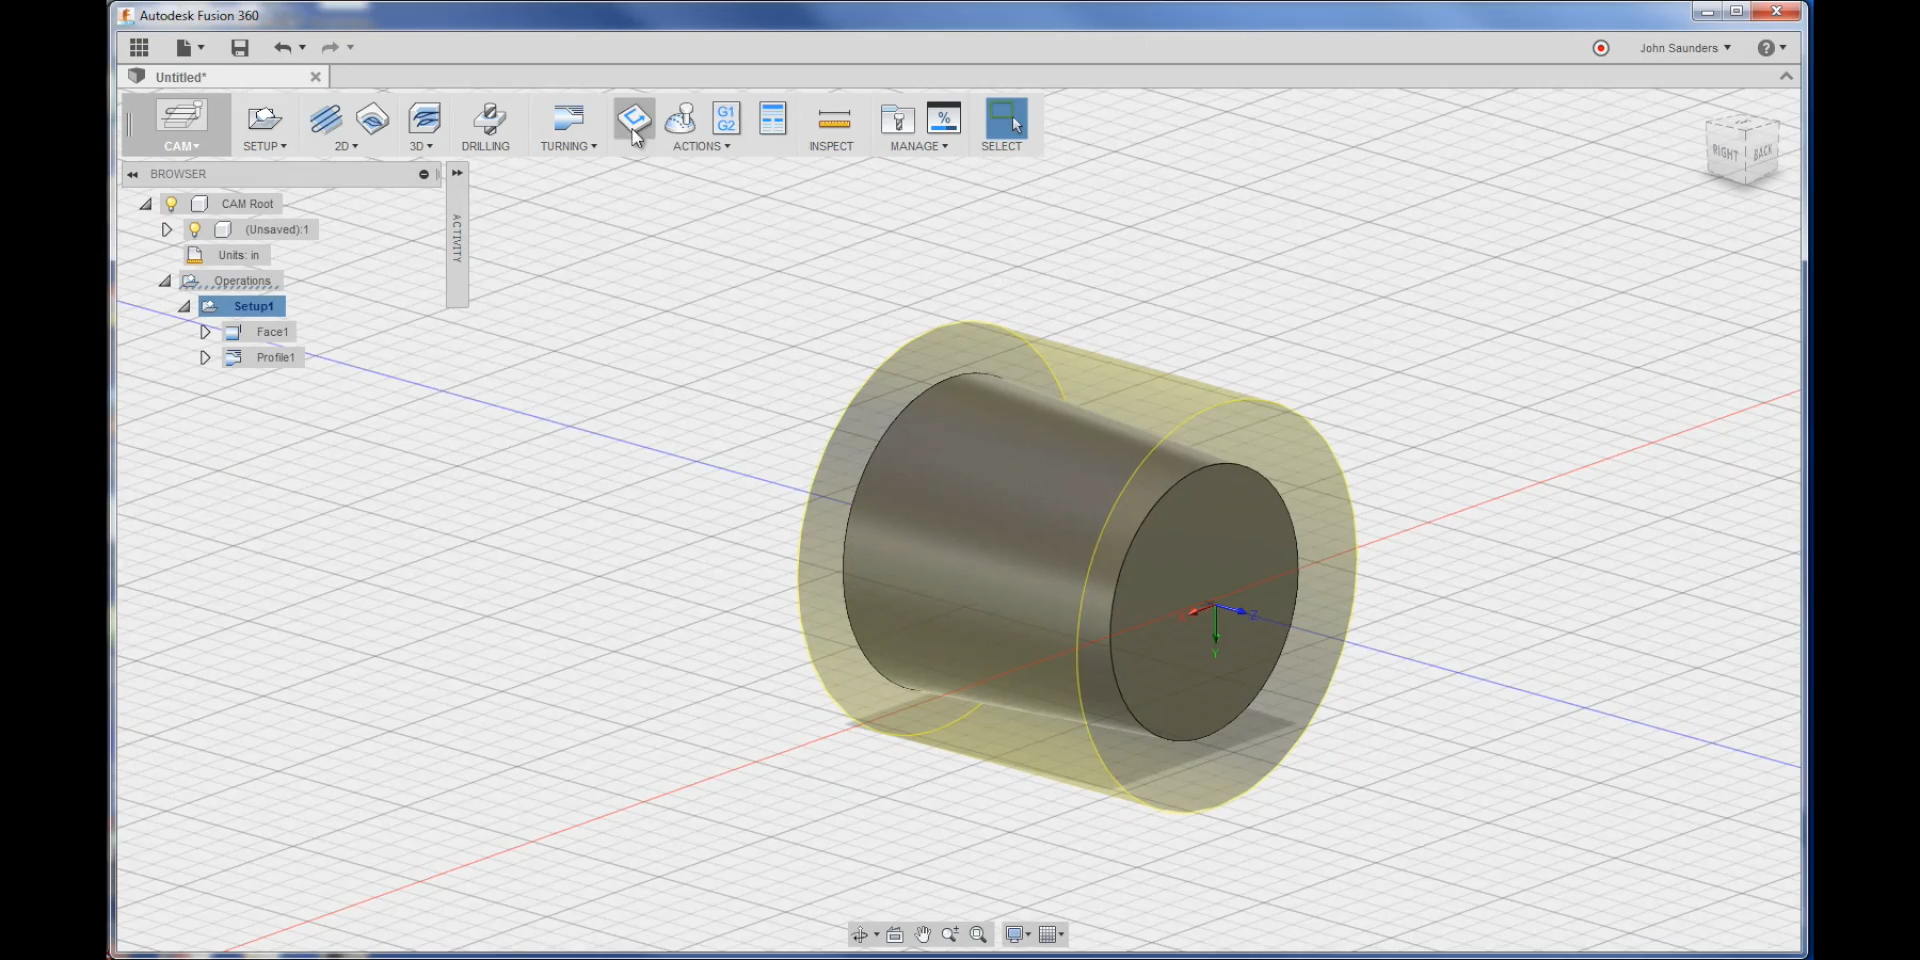 Autodesk Fusion 360
John Saunders
Untitled*
CAM
SETUP
2D
3D
DRILLING
TURNING
G1
G2
ACTIONS
INSPECT
%
MANAGE
SELECT
BROWSER
ACTIVITY
CAM Root
(Unsaved):1
Units: in
Operations
Setup1
Face1
Profile1
RIGHT
BACK
X
Z
Y